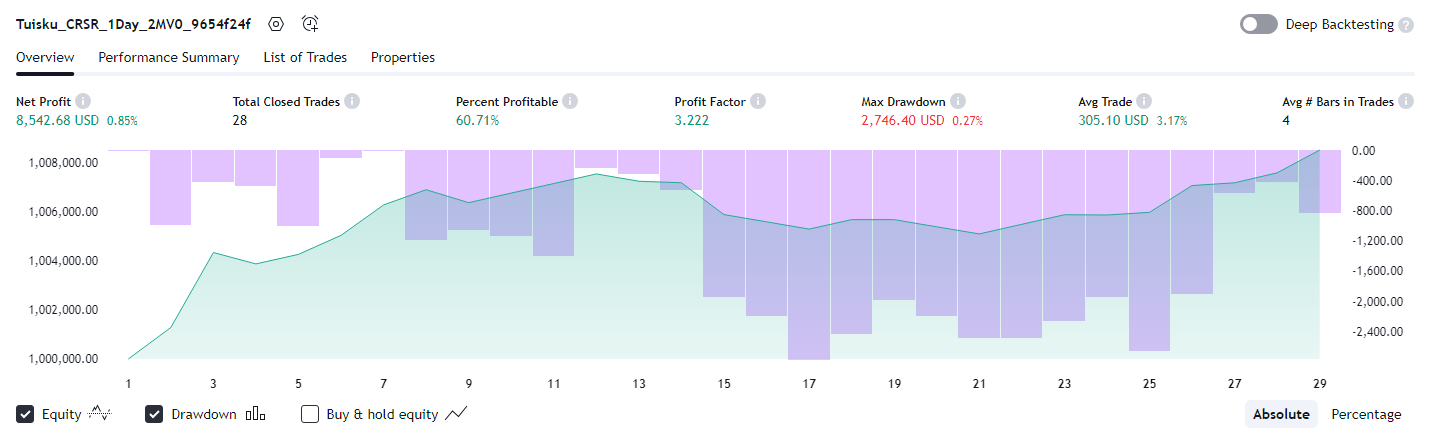 Tuisku_CRSR_1Day_2MV0_9654f24f
Deep Backtesting ?
Overview Performance Summary List of Trades Properties
Net Profit Total Closed Trades Percent Profitable Profit Factor Max Drawdown Avg Trade Avg # Bars in Trades
8,542.68 USD 0.85% 28 60.71% 3.222 2,746.40 USD 0.27% 305.10 USD 3.17% 4
1,008,000.00
1,006,000.00
1,004,000.00
1,002,000.00
1,000,000.00
0.00
-400.00
-800.00
-1,200.00
-1,600.00
-2,000.00
-2,400.00
1 3 5 7 9 11 13 15 17 19 21 23 25 27 29
Equity Drawdown Buy & hold equity Absolute Percentage